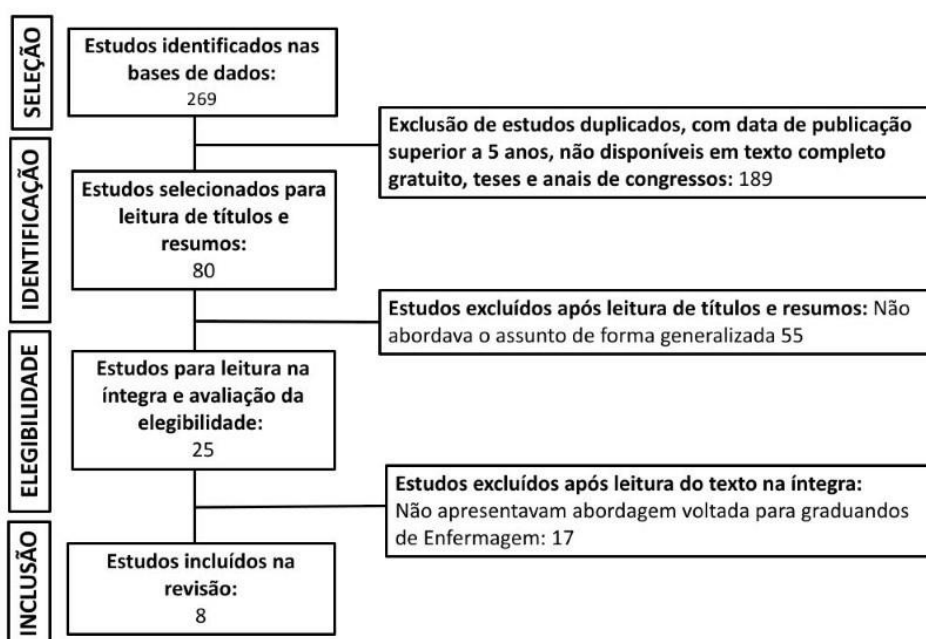 SELEÇÃO
Estudos identificados nas
bases de dados:
269
Exclusão de estudos duplicados, com data de publicação
superior a 5 anos, não disponíveis em texto completo
gratuito, teses e anais de congressos: 189
IDENTIFICAÇÃO
Estudos selecionados para
leitura de títulos e
resumos:
80
Estudos excluídos após leitura de títulos e resumos: Não
abordava o assunto de forma generalizada 55
ELEGIBILIDADE
Estudos para leitura na
íntegra e avaliação da
elegibilidade:
25
Estudos excluídos após leitura do texto na íntegra:
Não apresentavam abordagem voltada para graduandos
de Enfermagem: 17
INCLUSÃO
Estudos incluídos na
revisão:
8